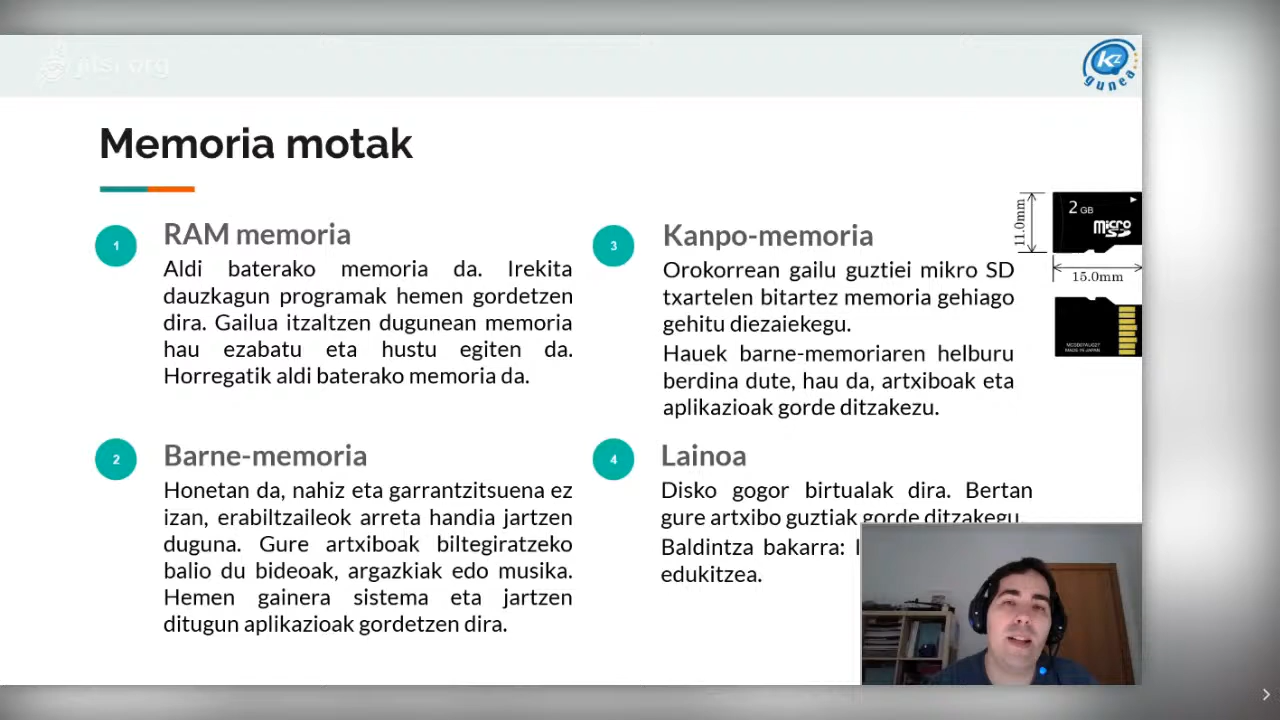 jalsi.org
kz
gunea
Memoria motak
1
RAM memoria
Aldi baterako memoria da. Irekita
dauzkagun programak hemen gordetzen
dira. Gailua itzaltzen dugunean memoria
hau ezabatu eta hustu egiten da.
Horregatik aldi baterako memoria da.
2
Barne-memoria
Honetan da, nahiz eta garrantzitsuena ez
izan, erabiltzaileok arreta handia jartzen
duguna. Gure artxiboak biltegiratzeko
balio du bideoak, argazkiak edo musika.
Hemen gainera sistema eta jartzen
ditugun aplikazioak gordetzen dira.
3
Kanpo-memoria
Orokorrean gailu guztiei mikro SD
txartelen bitartez memoria gehiago
gehitu diezaiekegu.
Hauek barne-memoriaren helburu
berdina dute, hau da, artxiboak eta
aplikazioak gorde ditzakezu.
11.0mm
2 GB
micro
SD
15.0mm
MADE IN JAPAN
4
Lainoa
Disko gogor birtualak dira. Bertan
gure artxibo guztiak gorde ditzakegu.
Baldintza bakarra:
edukitzea.